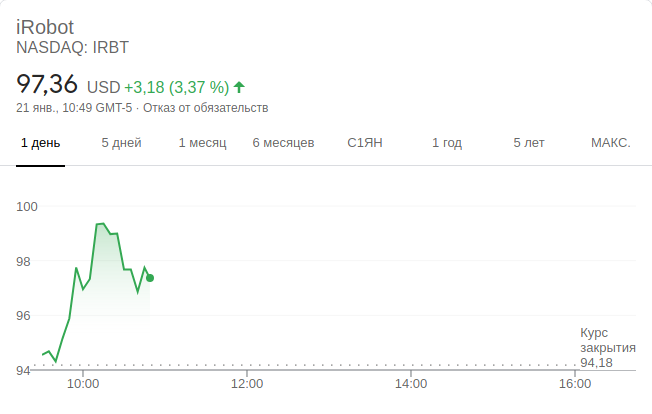 iRobot
NASDAQ: IRBT
97,36 USD +3,18 (3,37 %)
21 янв., 10:49 GMT-5 · Отказ от обязательств
1 день 5 дней 1 месяц 6 месяцев С1ЯН 1 год 5 лет МАКС.
100
98
96
94
Курс
закрытия
94,18
10:00 12:00 14:00 16:00